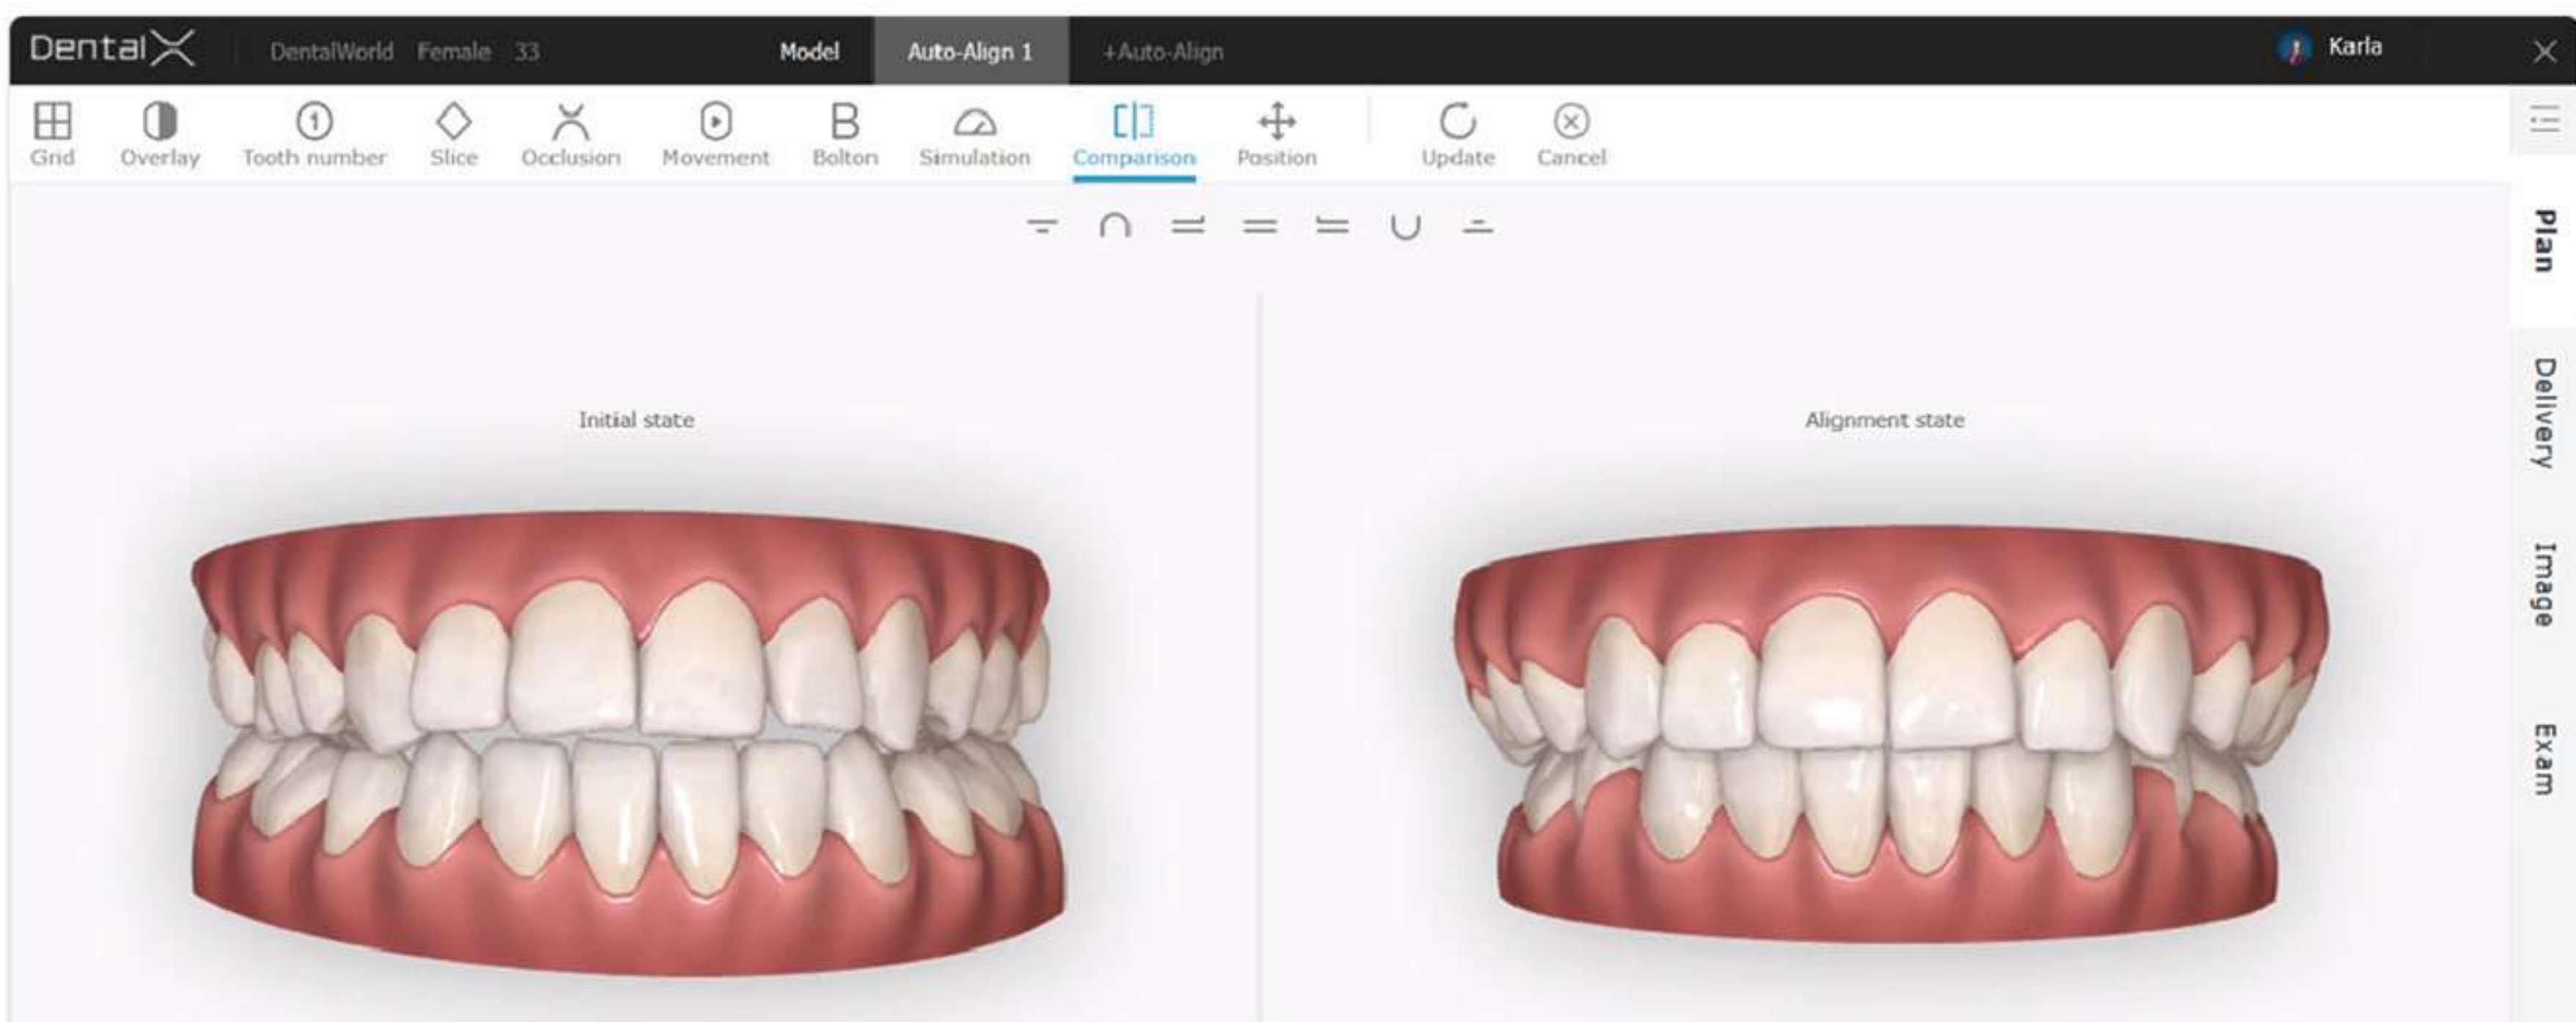 DentalX DentalWorld Female 33 Model Auto-Align 1 +Auto-Align Karla
Grid Overlay Tooth number Slice Occlusion Movement Bolton Simulation Comparison Position Update Cancel
Initial state Alignment state
Plan
Delivery
Image
Exam